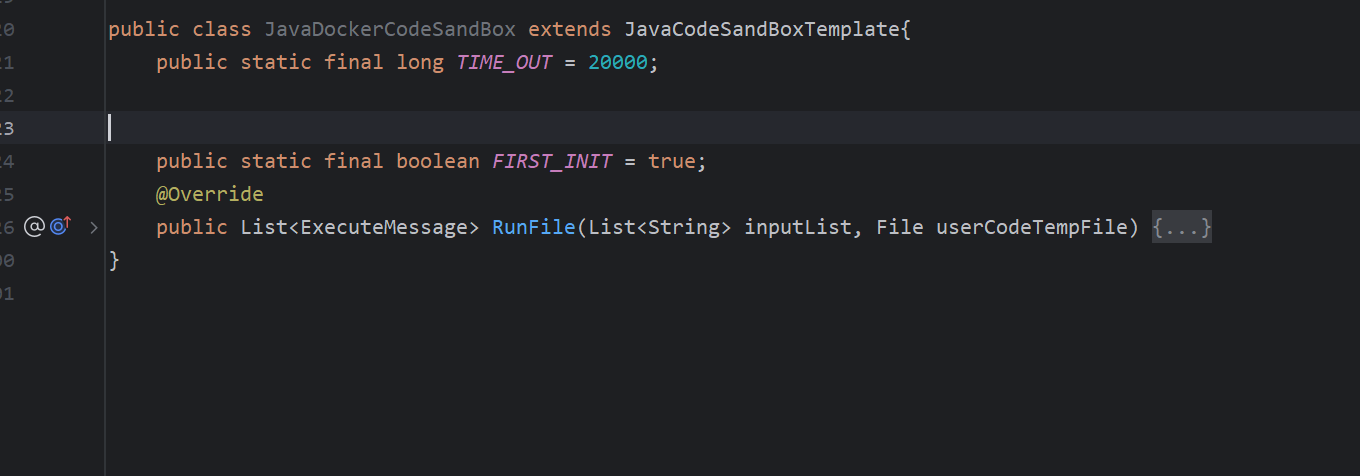 20 public class JavaDockerCodeSandBox extends JavaCodeSandBoxTemplate{
21 public static final long TIME_OUT = 20000;
22
23
24 public static final boolean FIRST_INIT = true;
25 @Override
26 public List<ExecuteMessage> RunFile(List<String> inputList, File userCodeTempFile) {...}
00 }
01